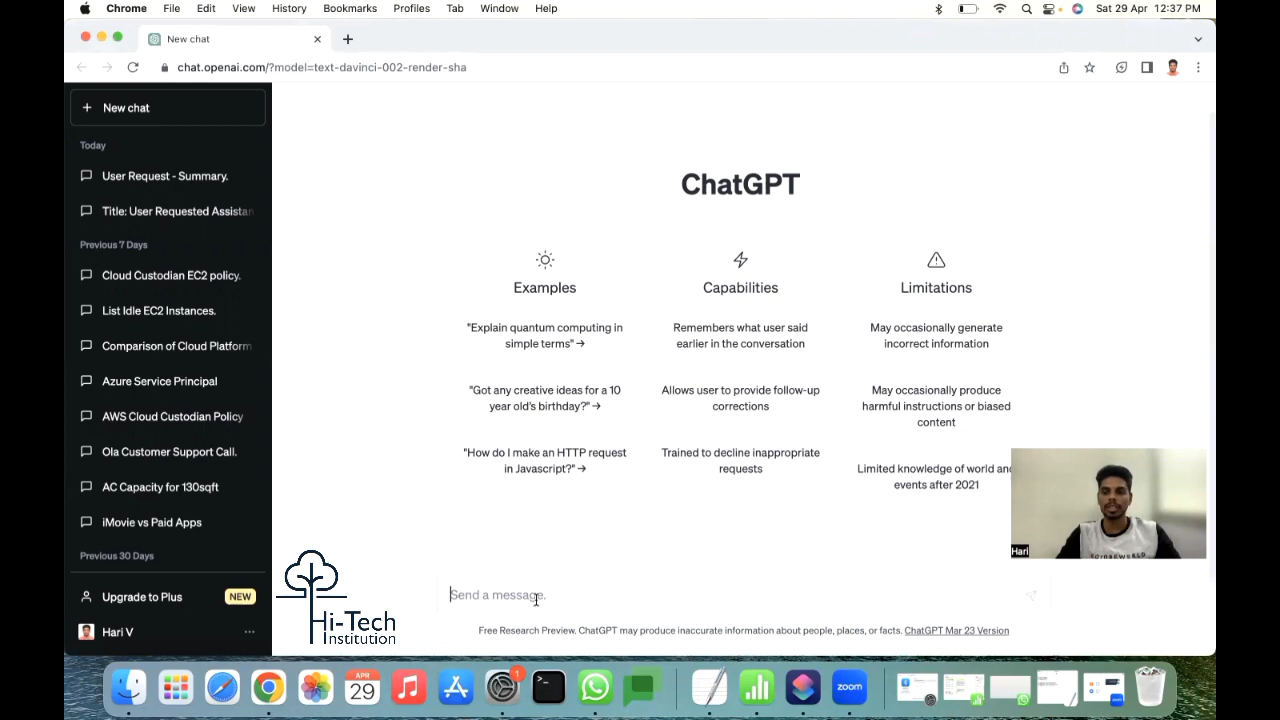 Chrome File Edit View History Bookmarks Profiles Tab Window Help Sat 29 Apr 12:37 PM
New chat
chat.openai.com/?model=text-davinci-002-render-sha
New chat
Today
User Request - Summary.
Title: User Requested Assistan
Previous 7 Days
Cloud Custodian EC2 policy.
List Idle EC2 Instances.
Comparison of Cloud Platform
Azure Service Principal
AWS Cloud Custodian Policy
Ola Customer Support Call.
AC Capacity for 130sqft
iMovie vs Paid Apps
Previous 30 Days
Upgrade to Plus NEW
Hari V
ChatGPT
Examples
"Explain quantum computing in
simple terms" →
"Got any creative ideas for a 10
year old's birthday?" →
"How do I make an HTTP request
in Javascript?" →
Capabilities
Remembers what user said
earlier in the conversation
Allows user to provide follow-up
corrections
Trained to decline inappropriate
requests
Limitations
May occasionally generate
incorrect information
May occasionally produce
harmful instructions or biased
content
Limited knowledge of world and
events after 2021
Hari
Send a message.
Free Research Preview. ChatGPT may produce inaccurate information about people, places, or facts. ChatGPT Mar 23 Version
Hi-Tech
Institution
APR
29
1
zoom